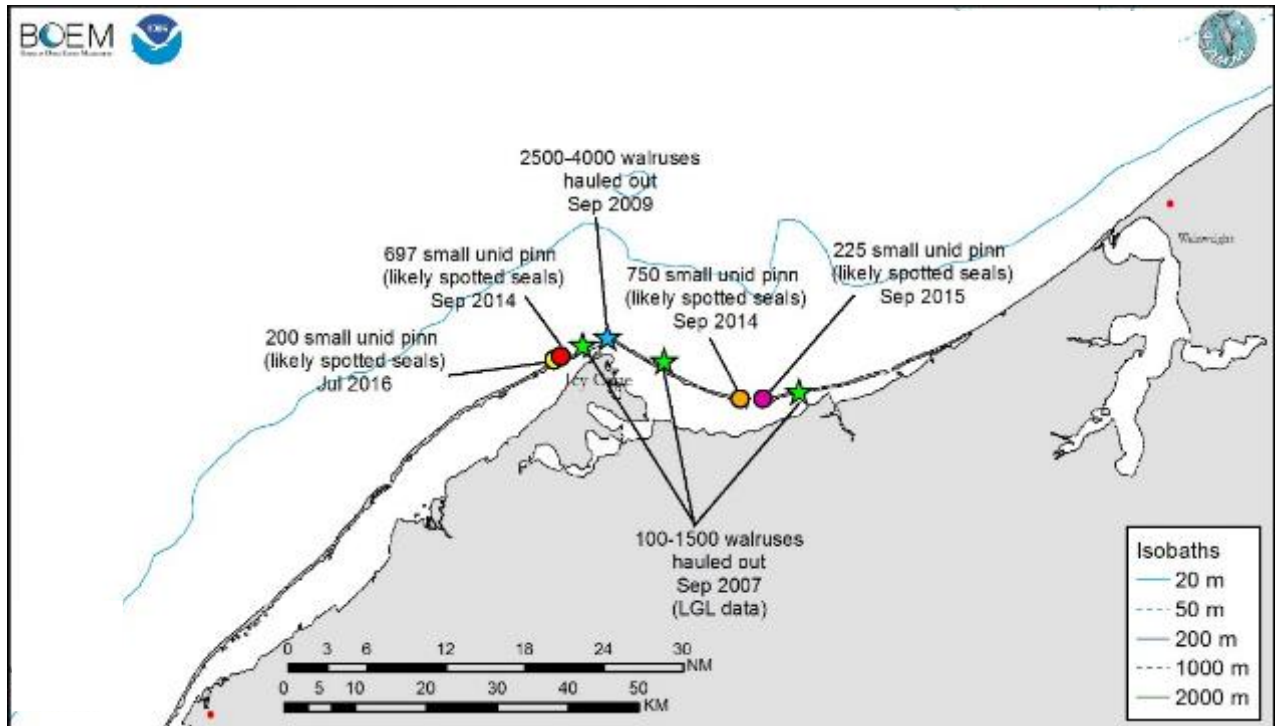 BOEM
2500-4000 walruses
hauled out
Sep 2009
697 small unid pinn
(likely spotted seals)
Sep 2014
750 small unid pinn
(likely spotted seals)
Sep 2014
225 small unid pinn
(likely spotted seals)
Sep 2015
Wainwright
200 small unid pinn
(likely spotted seals)
Jul 2016
Icy Cape
100-1500 walruses
hauled out
Sep 2007
(LGL data)
Isobaths
20 m
50 m
200 m
1000 m
2000 m
0 3 6 12 18 24 30
NM
0 5 10 20 30 40 50
KM